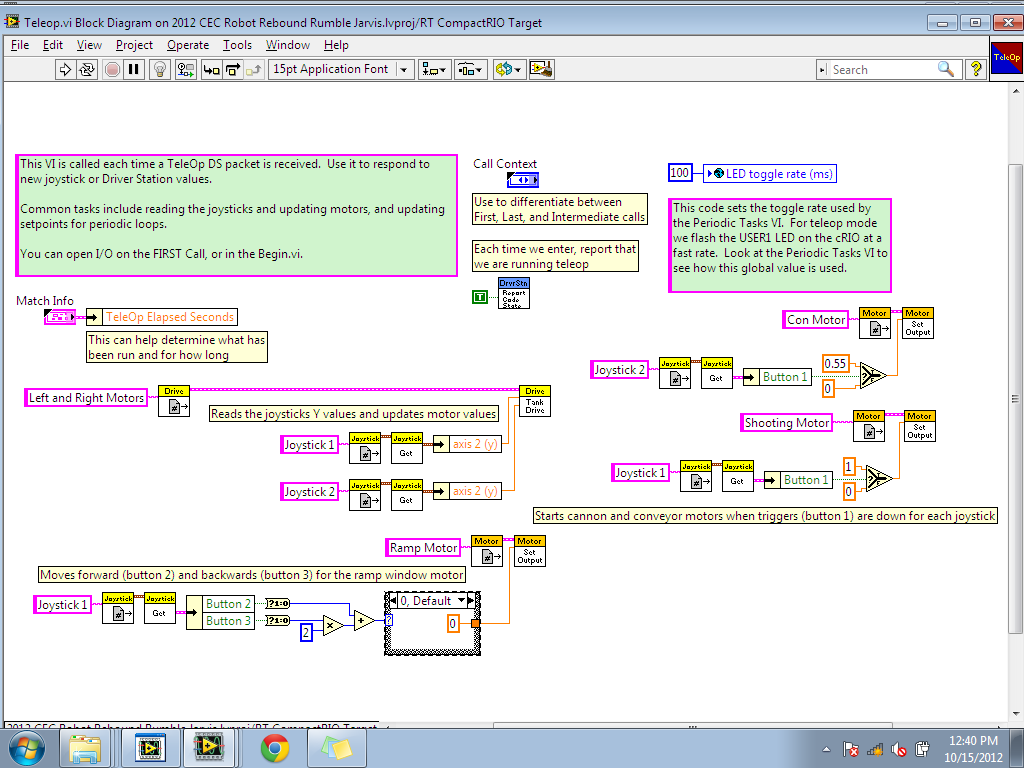 Teleop.vi Block Diagram on 2012 CEC Robot Rebound Rumble Jarvis.lvproj/RT CompactRIO Target
File Edit View Project Operate Tools Window Help
15pt Application Font
Search
TeleOp
This VI is called each time a TeleOp DS packet is received. Use it to respond to
new joystick or Driver Station values.
Common tasks include reading the joysticks and updating motors, and updating
setpoints for periodic loops.
You can open I/O on the FIRST Call, or in the Begin.vi.
Call Context
Use to differentiate between
First, Last, and Intermediate calls
Each time we enter, report that
we are running teleop
T
DrvrStn
Report
Code
State
100
LED toggle rate (ms)
This code sets the toggle rate used by
the Periodic Tasks VI. For teleop mode
we flash the USER1 LED on the cRIO at a
fast rate. Look at the Periodic Tasks VI to
see how this global value is used.
Match Info
TeleOp Elapsed Seconds
This can help determine what has
been run and for how long
Con Motor
Motor
#
Motor
Set
Output
Joystick 2
Joystick
#
Joystick
Get
Button 1
0.55
0
?
T
F
Left and Right Motors
Drive
#
Drive
Tank
Drive
Reads the joysticks Y values and updates motor values
Joystick 1
Joystick
#
Joystick
Get
axis 2 (y)
Joystick 2
Joystick
#
Joystick
Get
axis 2 (y)
Shooting Motor
Motor
#
Motor
Set
Output
Joystick 1
Joystick
#
Joystick
Get
Button 1
1
0
?
T
F
Starts cannon and conveyor motors when triggers (button 1) are down for each joystick
Ramp Motor
Motor
#
Motor
Set
Output
Moves forward (button 2) and backwards (button 3) for the ramp window motor
Joystick 1
Joystick
#
Joystick
Get
Button 2
Button 3
?1:0
?1:0
2
x
+
?
0, Default
0
2012 CEC Robot Rebound Rumble Jarvis.lvproj/RT CompactRIO Target
12:40 PM
10/15/2012